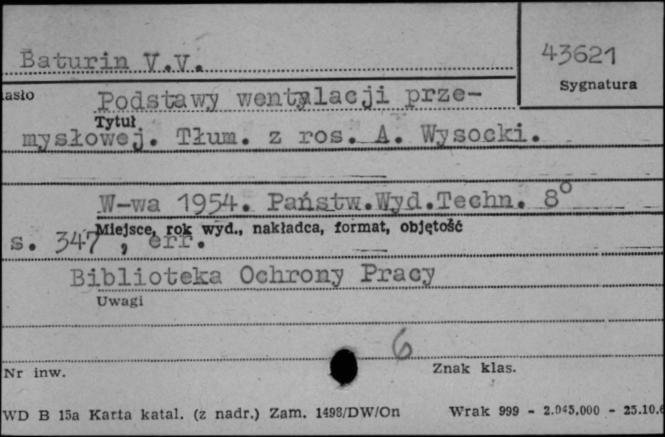 Baturin V.V.
43621
Sygnatura
asło
Podstawy wentylacji prze-
Tytuł
mysłowej. Tłum. z ros. A. Wysocki.
W-wa 1954. Państw.Wyd.Techn. 8°
Miejsce, rok wyd., nakładca, format, objętość
s. 347, err.
Biblioteka Ochrony Pracy
Uwagi
6
Nr inw.
Znak klas.
WD B 15a Karta katal. (z nadr.) Zam. 1498/DW/On Wrak 999 - 2.045.000 - 25.10.6